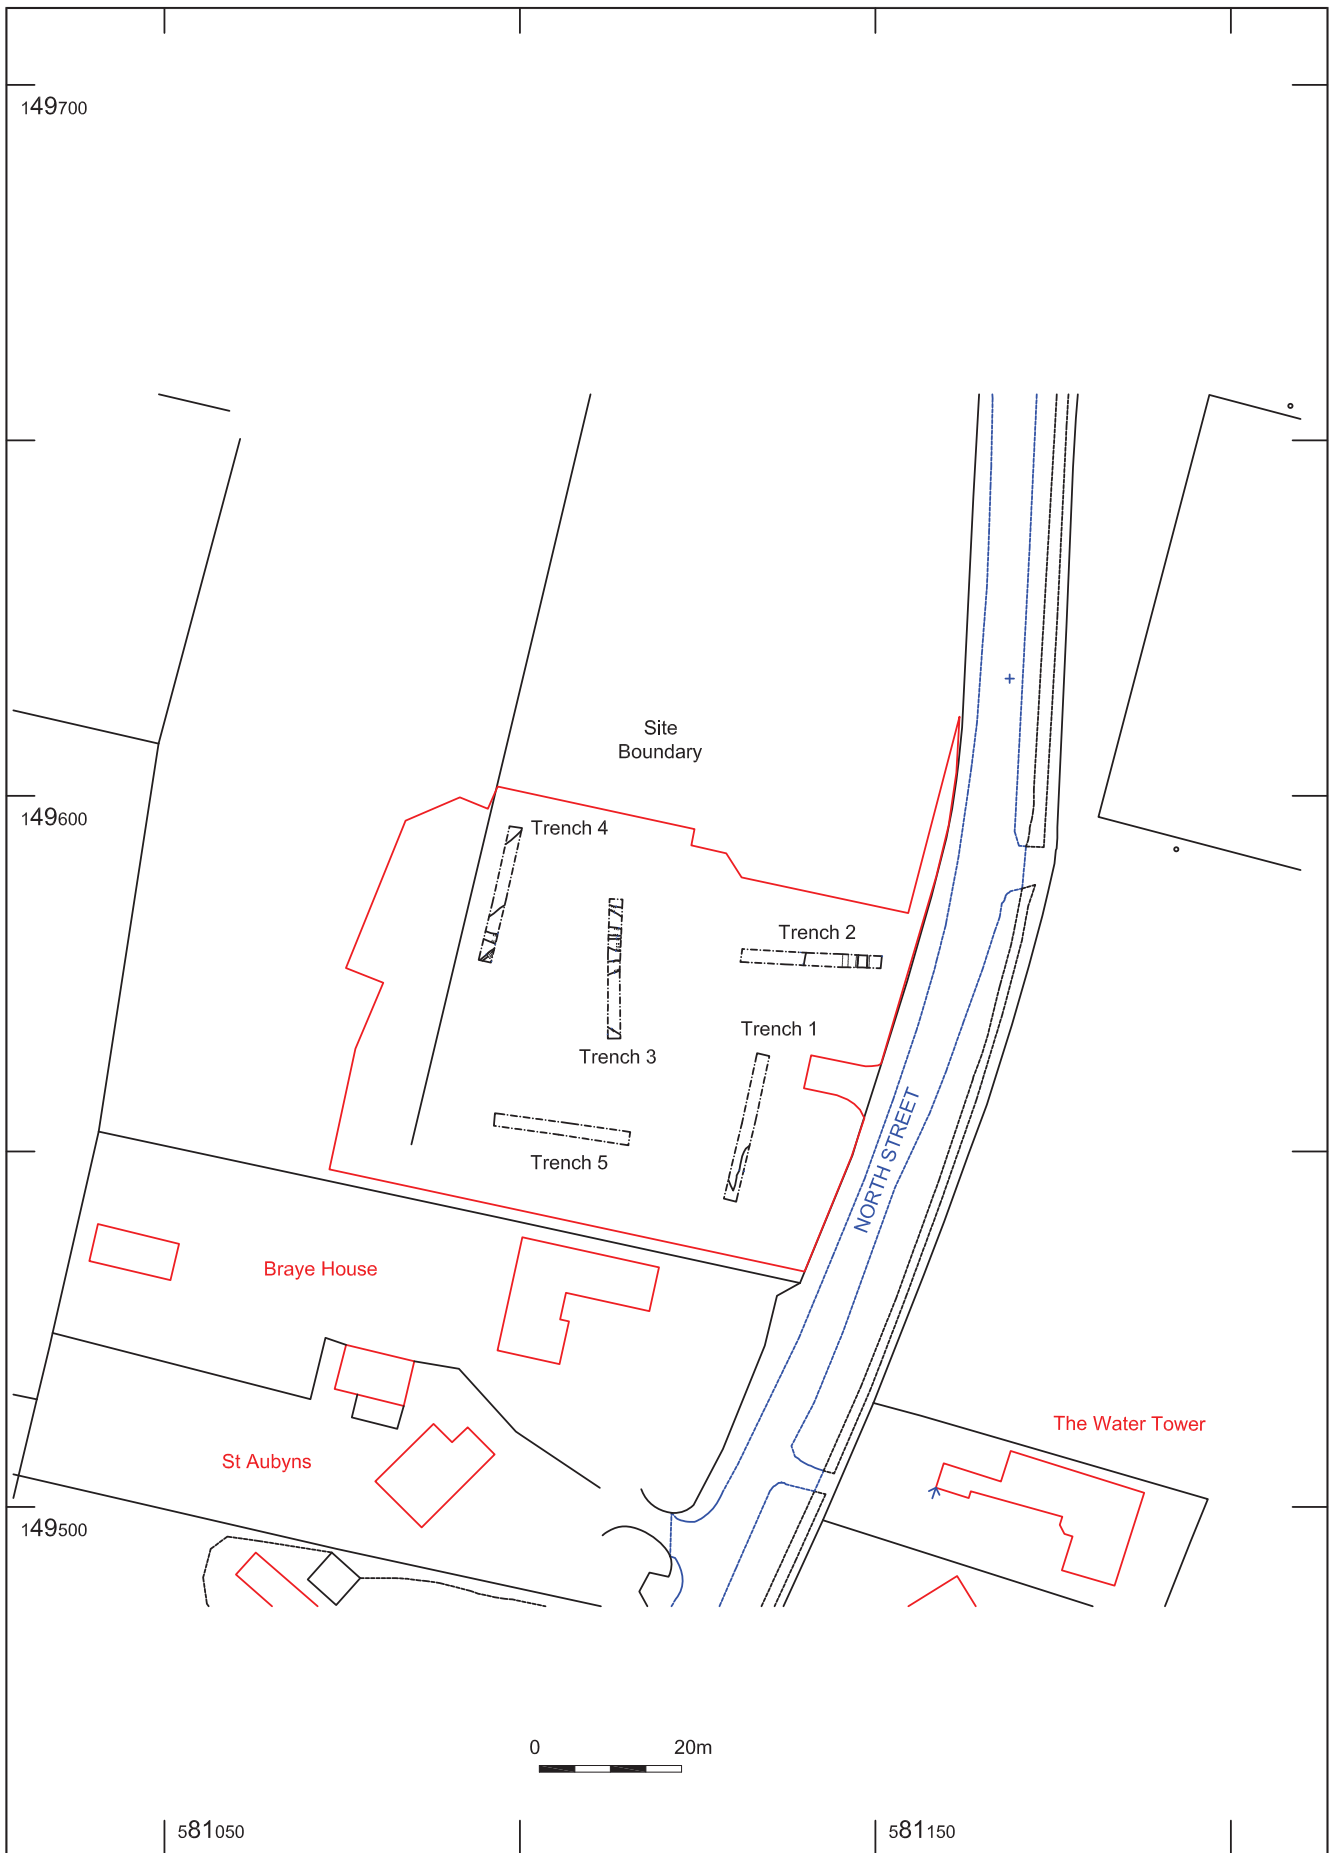 149700
Site
Boundary
149600
Trench 4
Trench 2
Trench 1
Trench 3
NORTH STREET
Trench 5
Braye House
The Water Tower
St Aubyns
149500
0 20m
581050 581150